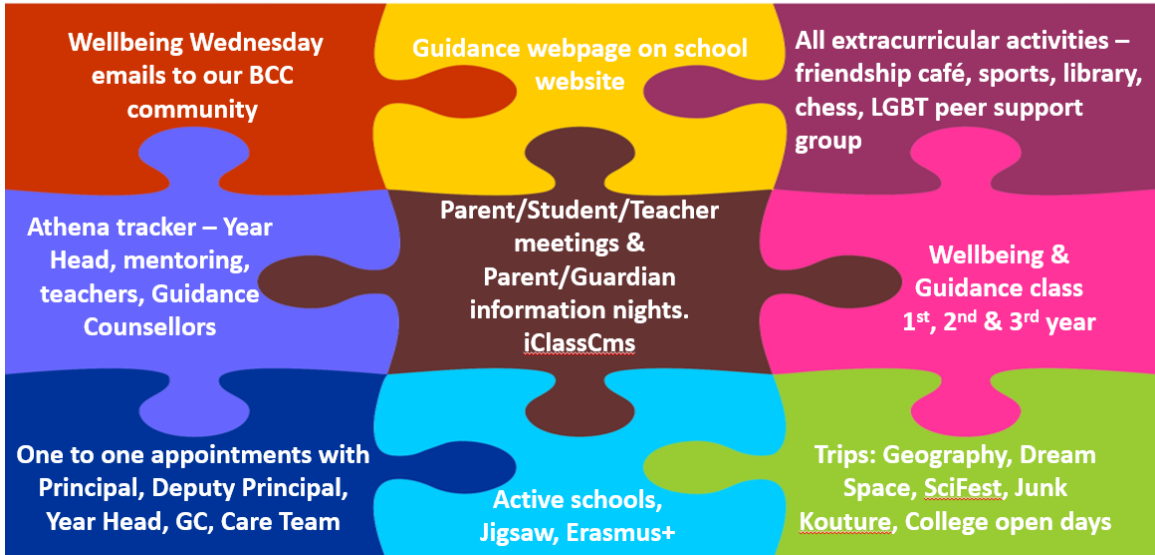 Wellbeing Wednesday
emails to our BCC
community
Guidance webpage on school
website
All extracurricular activities –
friendship café, sports, library,
chess, LGBT peer support
group
Athena tracker – Year
Head, mentoring,
teachers, Guidance
Counsellors
Parent/Student/Teacher
meetings &
Parent/Guardian
information nights.
iClassCms
Wellbeing &
Guidance class
1st, 2nd & 3rd year
One to one appointments with
Principal, Deputy Principal,
Year Head, GC, Care Team
Active schools,
Jigsaw, Erasmus+
Trips: Geography, Dream
Space, SciFest, Junk
Kouture, College open days